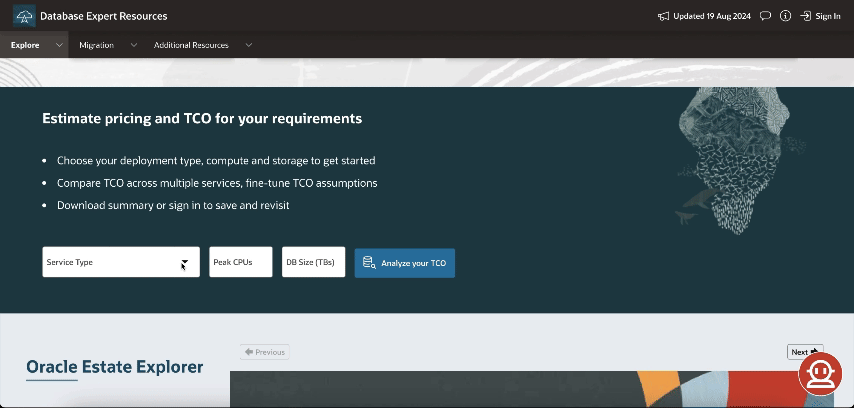 Database Expert Resources
Updated 19 Aug 2024
Sign In
Explore
Migration
Additional Resources
Estimate pricing and TCO for your requirements
• Choose your deployment type, compute and storage to get started
• Compare TCO across multiple services, fine-tune TCO assumptions
• Download summary or sign in to save and revisit
Service Type
Peak CPUs
DB Size (TBs)
Analyze your TCO
Previous
Next
Oracle Estate Explorer